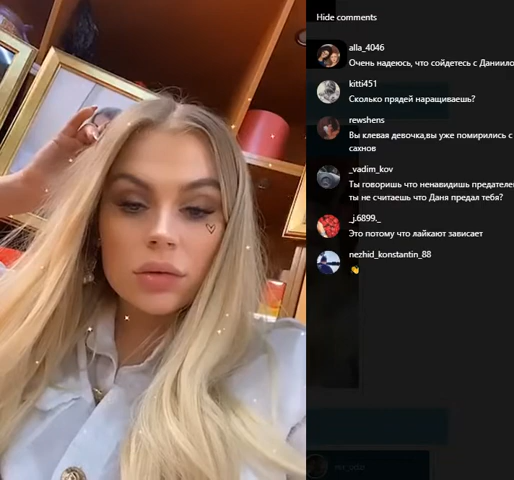 Hide comments
alla_4046
Очень надеюсь, что сойдетесь с Даниило
kitti451
Сколько прядей наращиваешь?
rewshens
Вы клевая девочка,вы уже помирились с
сахнов
_vadim_kov
Ты говоришь что ненавидишь предателей
ты не считаешь что Даня предал тебя?
_j.6899._
Это потому что лайкают зависает
nezhid_konstantin_88